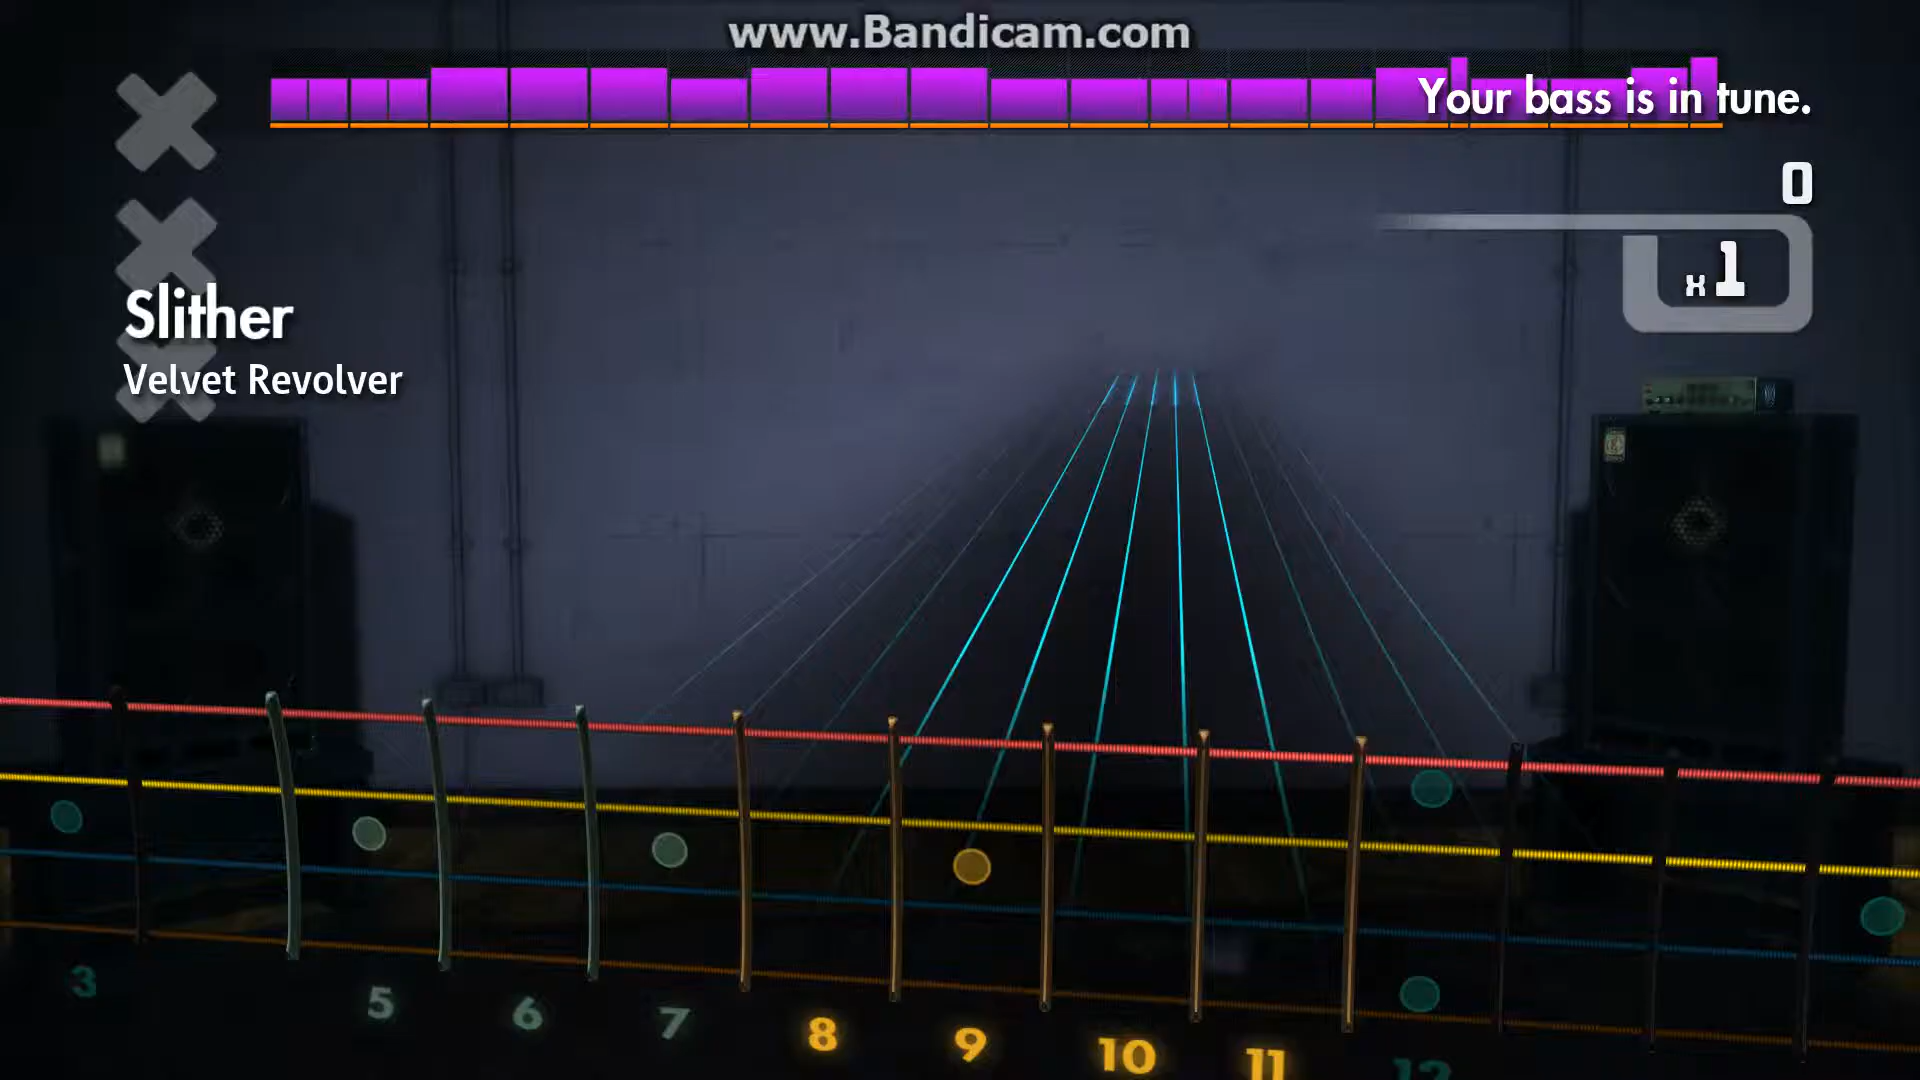 www.Bandicam.com
Your bass is in tune.
0
x1
Slither
Velvet Revolver
3
5
6
7
8
9
10
11
12